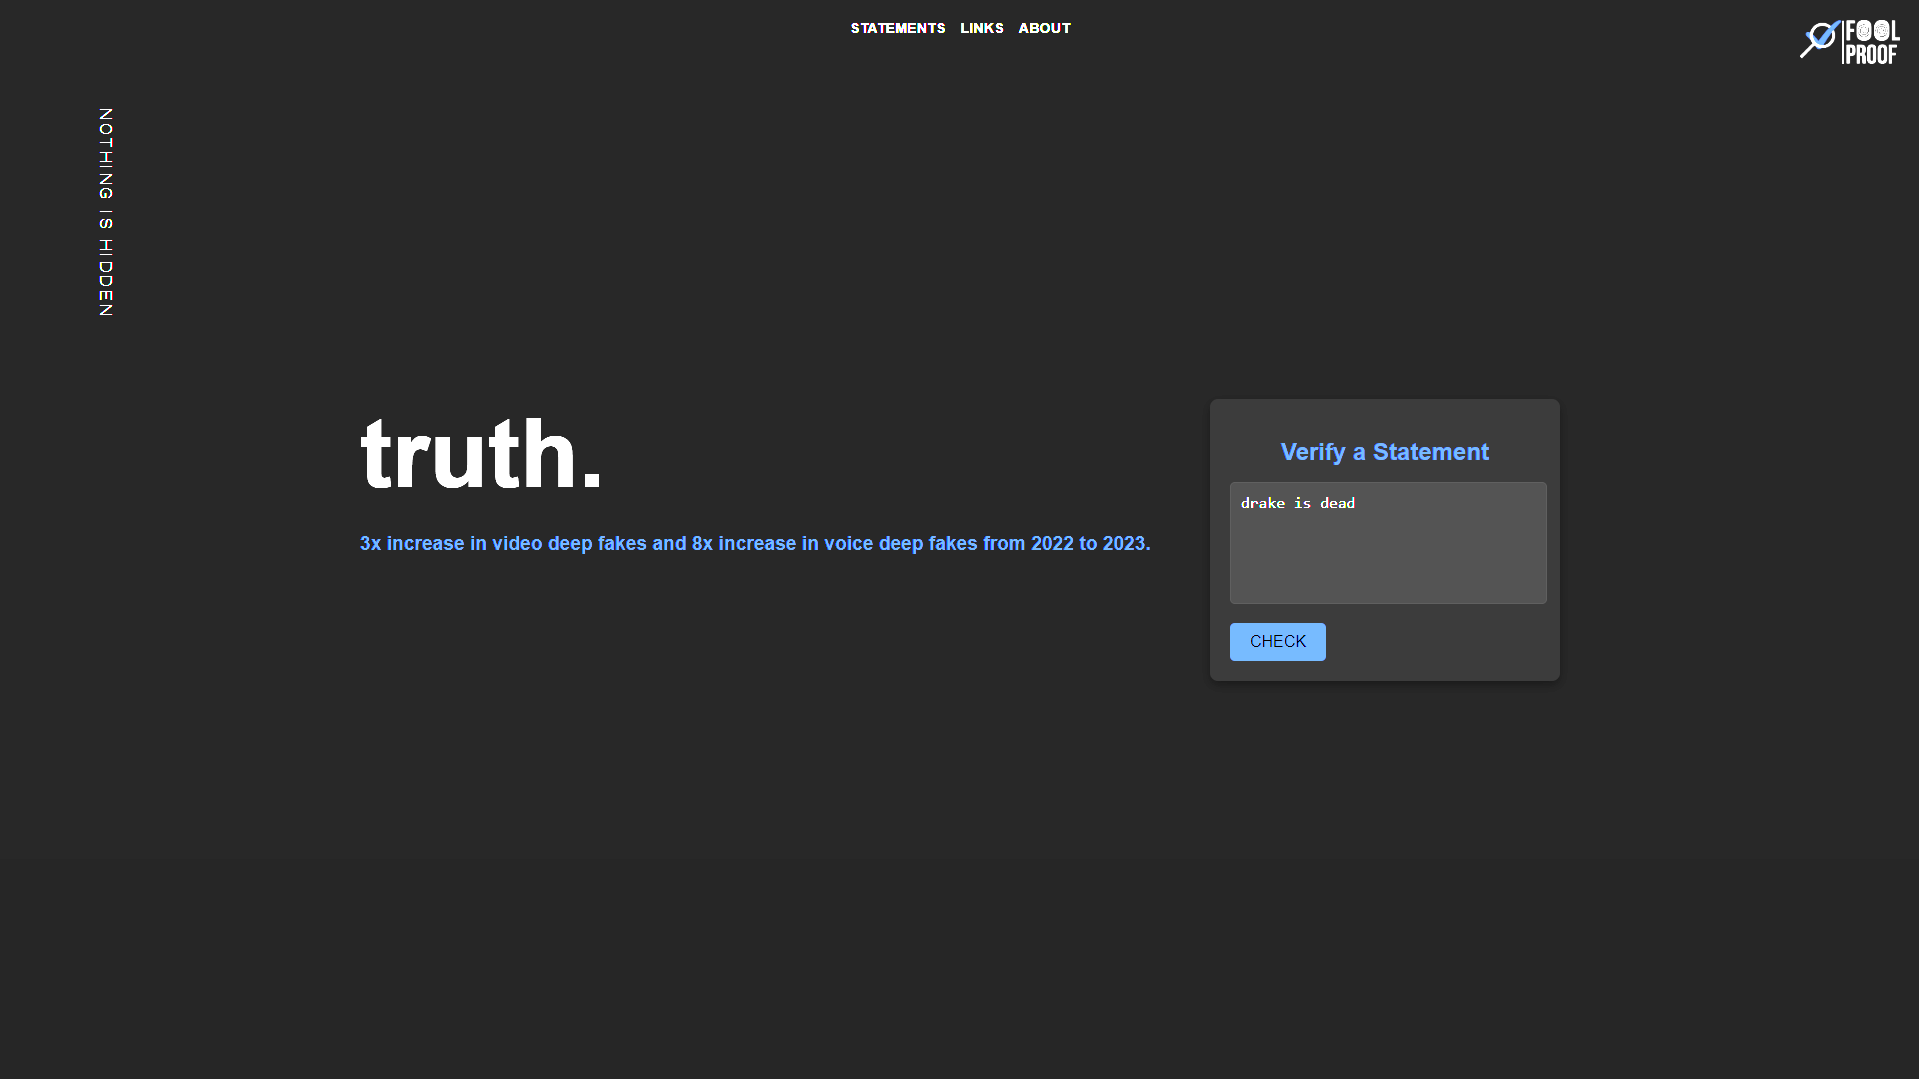 STATEMENTS LINKS ABOUT
FOOL
PROOF
NOTHING IS HIDDEN
truth.
3x increase in video deep fakes and 8x increase in voice deep fakes from 2022 to 2023.
Verify a Statement
drake is dead
CHECK